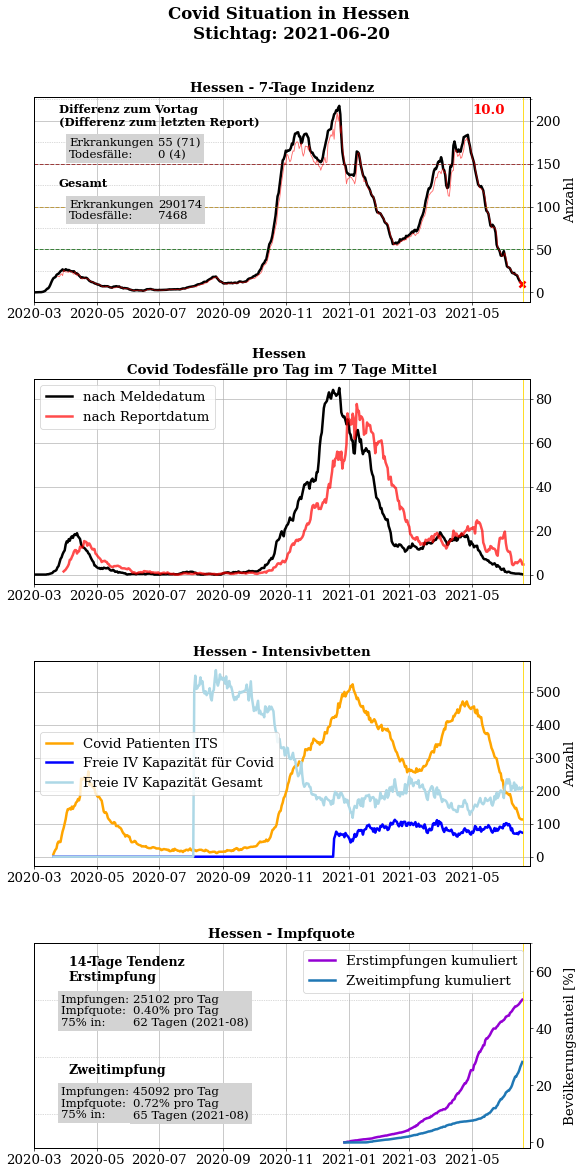 Covid Situation in Hessen
Stichtag: 2021-06-20
Hessen - 7-Tage Inzidenz
Differenz zum Vortag
(Differenz zum letzten Report)
Erkrankungen 55 (71)
Todesfälle: 0 (4)
Gesamt
Erkrankungen 290174
Todesfälle: 7468
10.0
200
150
100
50
0
Anzahl
2020-03 2020-05 2020-07 2020-09 2020-11 2021-01 2021-03 2021-05
Hessen
Covid Todesfälle pro Tag im 7 Tage Mittel
nach Meldedatum
nach Reportdatum
80
60
40
20
0
2020-03 2020-05 2020-07 2020-09 2020-11 2021-01 2021-03 2021-05
Hessen - Intensivbetten
Covid Patienten ITS
Freie IV Kapazität für Covid
Freie IV Kapazität Gesamt
500
400
300
200
100
0
Anzahl
2020-03 2020-05 2020-07 2020-09 2020-11 2021-01 2021-03 2021-05
Hessen - Impfquote
14-Tage Tendenz
Erstimpfung
Impfungen: 25102 pro Tag
Impfquote: 0.40% pro Tag
75% in: 62 Tagen (2021-08)
Zweitimpfung
Impfungen: 45092 pro Tag
Impfquote: 0.72% pro Tag
75% in: 65 Tagen (2021-08)
Erstimpfungen kumuliert
Zweitimpfung kumuliert
60
40
20
0
Bevölkerungsanteil [%]
2020-03 2020-05 2020-07 2020-09 2020-11 2021-01 2021-03 2021-05